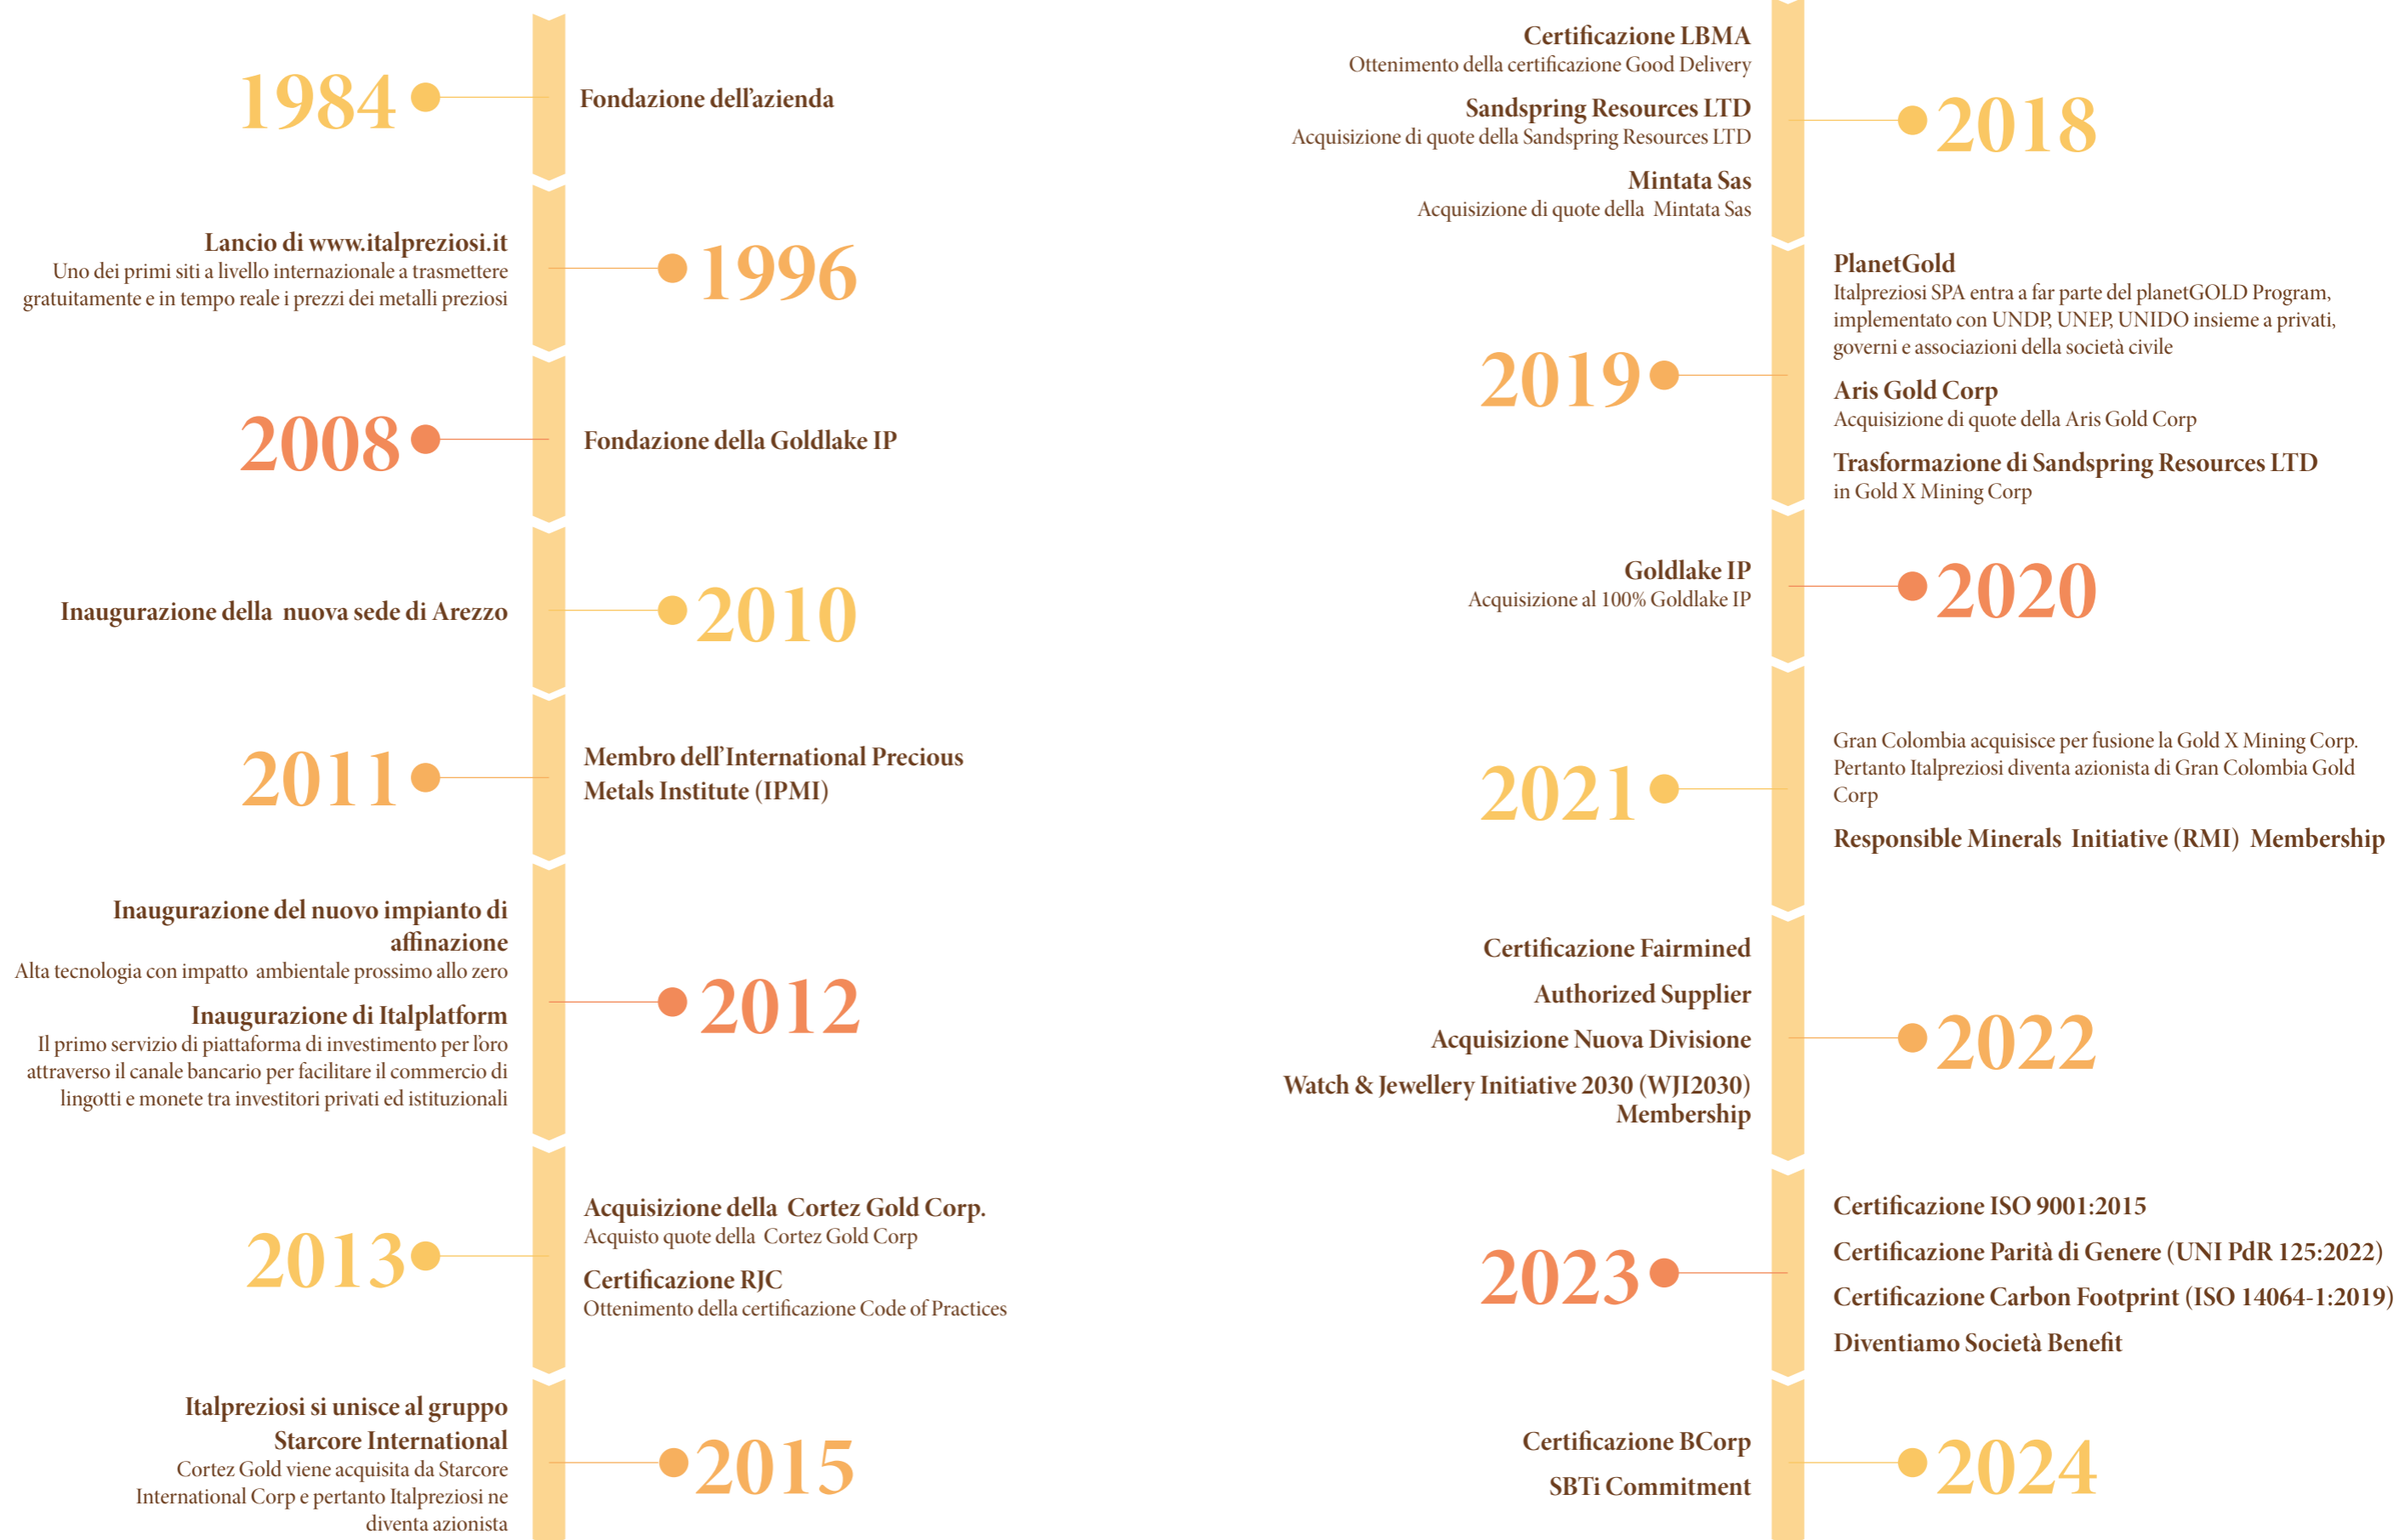 1984
Fondazione dell'azienda
Lancio di www.italpreziosi.it
Uno dei primi siti a livello internazionale a trasmettere
gratuitamente e in tempo reale i prezzi dei metalli preziosi
1996
2008
Fondazione della Goldlake IP
Inaugurazione della nuova sede di Arezzo
2010
2011
Membro dell'International Precious
Metals Institute (IPMI)
Inaugurazione del nuovo impianto di
affinazione
Alta tecnologia con impatto ambientale prossimo allo zero
Inaugurazione di Italplatform
Il primo servizio di piattaforma di investimento per l'oro
attraverso il canale bancario per facilitare il commercio di
lingotti e monete tra investitori privati ed istituzionali
2012
2013
Acquisizione della Cortez Gold Corp.
Acquisto quote della Cortez Gold Corp
Certificazione RJC
Ottenimento della certificazione Code of Practices
Italpreziosi si unisce al gruppo
Starcore International
Cortez Gold viene acquisita da Starcore
International Corp e pertanto Italpreziosi ne
diventa azionista
2015
Certificazione LBMA
Ottenimento della certificazione Good Delivery
Sandspring Resources LTD
Acquisizione di quote della Sandspring Resources LTD
Mintata Sas
Acquisizione di quote della Mintata Sas
2018
2019
PlanetGold
Italpreziosi SPA entra a far parte del planetGOLD Program,
implementato con UNDP, UNEP, UNIDO insieme a privati,
governi e associazioni della società civile
Aris Gold Corp
Acquisizione di quote della Aris Gold Corp
Trasformazione di Sandspring Resources LTD
in Gold X Mining Corp
Goldlake IP
Acquisizione al 100% Goldlake IP
2020
2021
Gran Colombia acquisisce per fusione la Gold X Mining Corp.
Pertanto Italpreziosi diventa azionista di Gran Colombia Gold
Corp
Responsible Minerals Initiative (RMI) Membership
Certificazione Fairmined
Authorized Supplier
Acquisizione Nuova Divisione
Watch & Jewellery Initiative 2030 (WJI2030)
Membership
2022
2023
Certificazione ISO 9001:2015
Certificazione Parità di Genere (UNI PdR 125:2022)
Certificazione Carbon Footprint (ISO 14064-1:2019)
Diventiamo Società Benefit
Certificazione BCorp
SBTi Commitment
2024